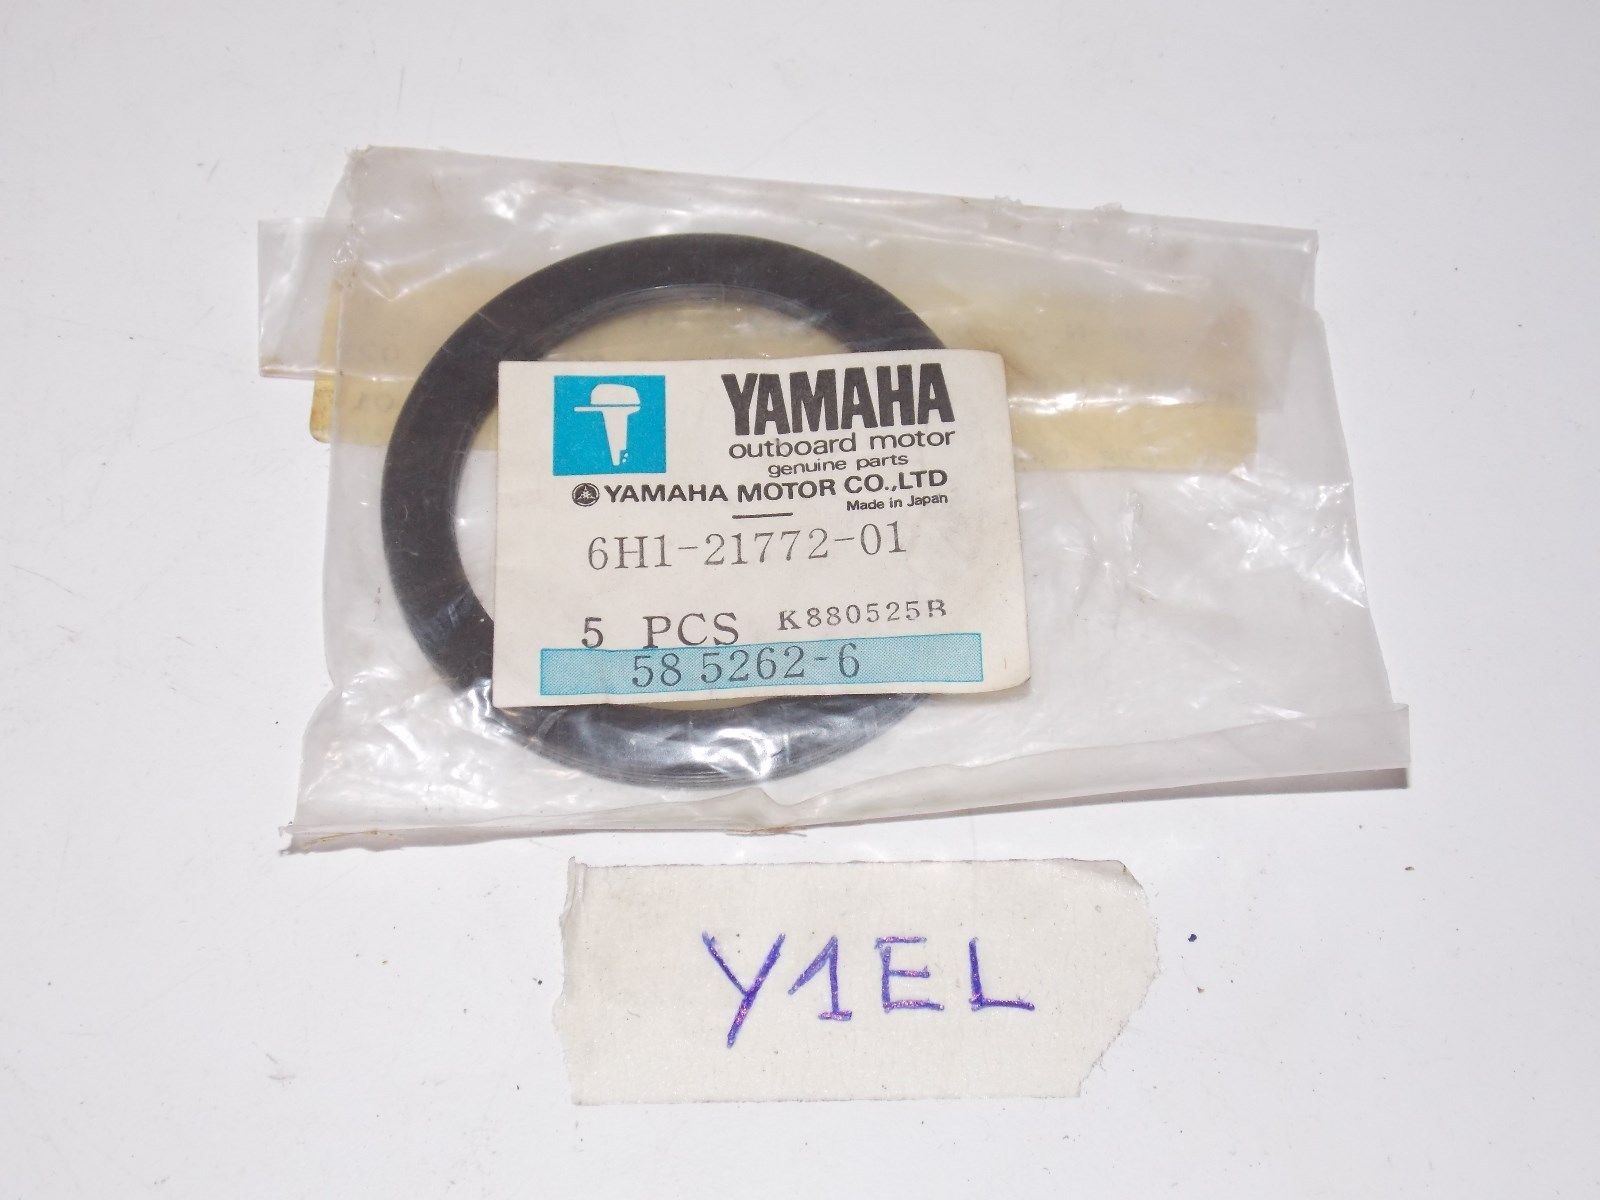 YAMAHA
outboard motor
genuine parts
YAMAHA MOTOR CO.,LTD
Made in Japan
6H1-21772-01
5 PCS K880525B
58 5262-6
Y1EL